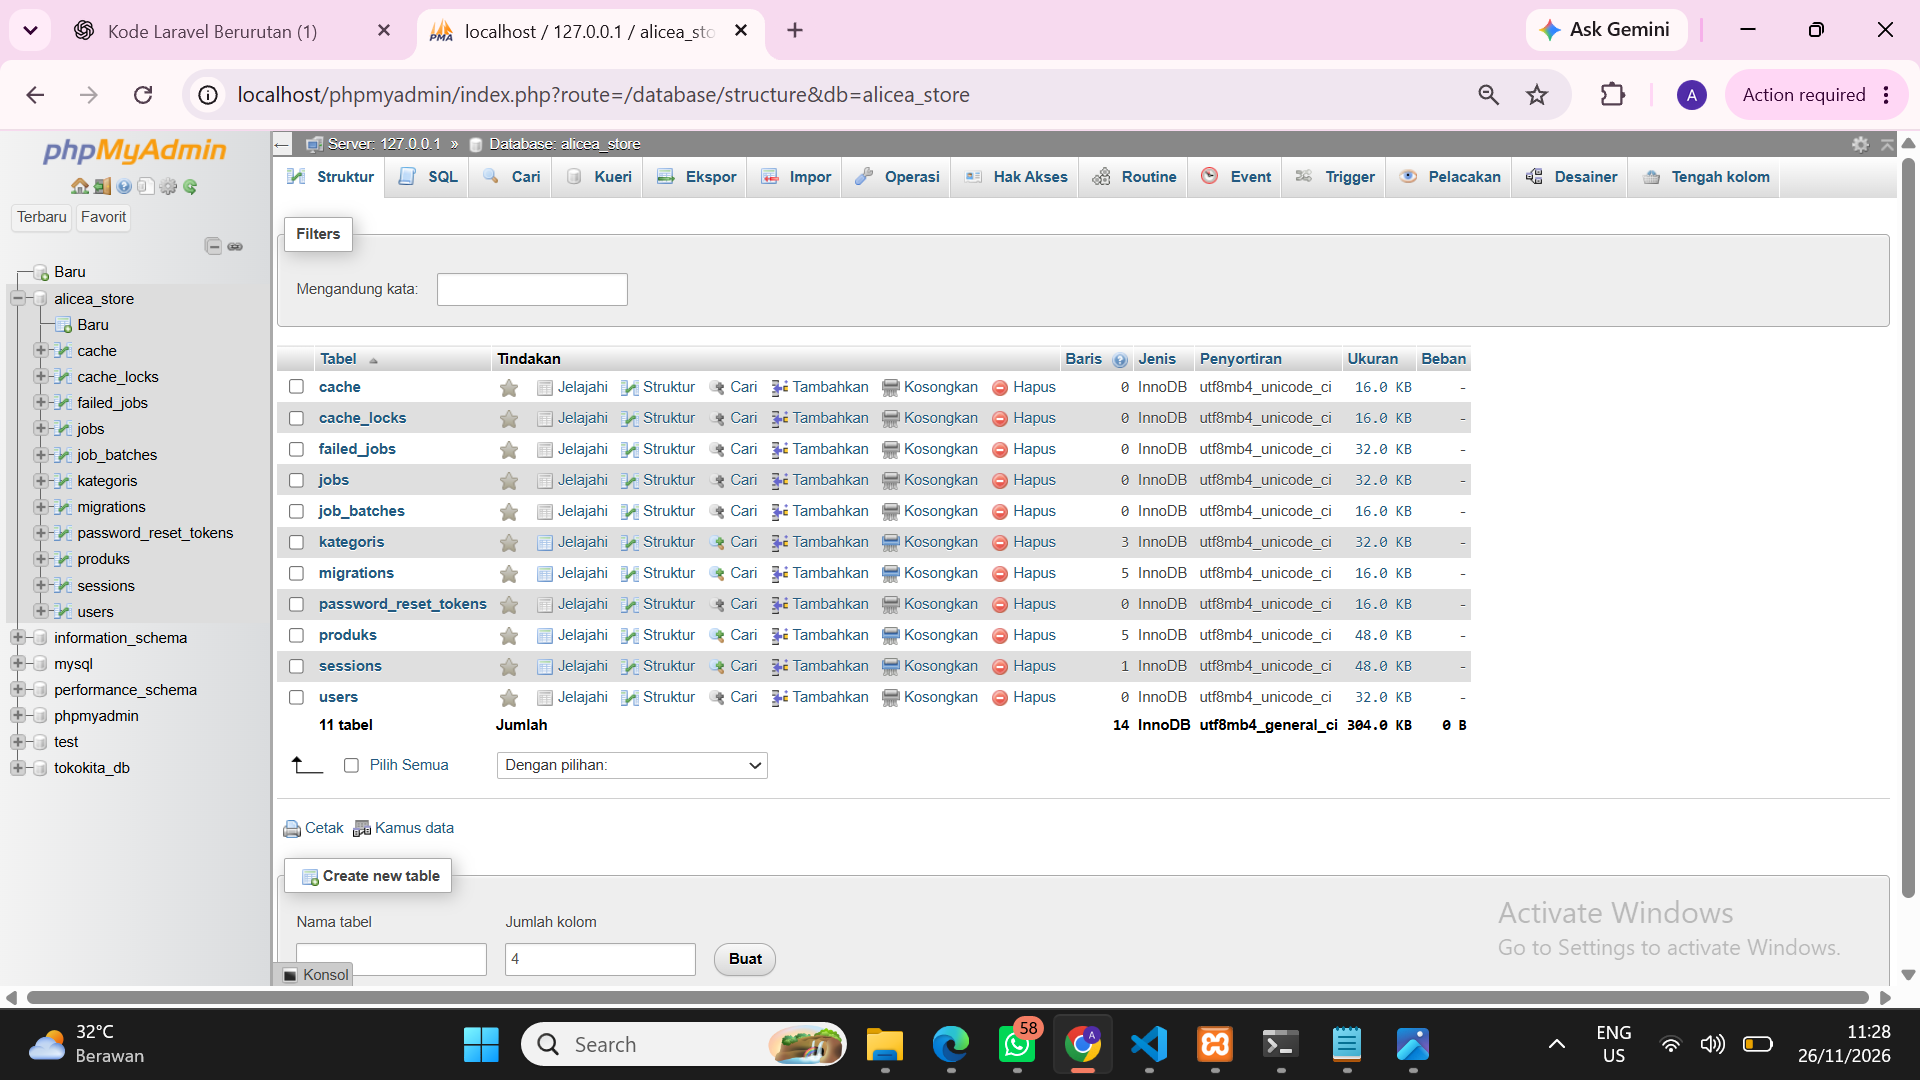 Kode Laravel Berurutan (1)
localhost / 127.0.0.1 / alicea_sto
Ask Gemini
localhost/phpmyadmin/index.php?route=/database/structure&db=alicea_store
A
Action required
phpMyAdmin
Terbaru
Favorit
Baru
alicea_store
Baru
cache
cache_locks
failed_jobs
jobs
job_batches
kategoris
migrations
password_reset_tokens
produks
sessions
users
information_schema
mysql
performance_schema
phpmyadmin
test
tokokita_db
Server: 127.0.0.1 » Database: alicea_store
Struktur SQL Cari Kueri Ekspor Impor Operasi Hak Akses Routine Event Trigger Pelacakan Desainer Tengah kolom
Filters
Mengandung kata:
Tabel Tindakan Baris Jenis Penyortiran Ukuran Beban
cache Jelajahi Struktur Cari Tambahkan Kosongkan Hapus 0 InnoDB utf8mb4_unicode_ci 16.0 KB -
cache_locks Jelajahi Struktur Cari Tambahkan Kosongkan Hapus 0 InnoDB utf8mb4_unicode_ci 16.0 KB -
failed_jobs Jelajahi Struktur Cari Tambahkan Kosongkan Hapus 0 InnoDB utf8mb4_unicode_ci 32.0 KB -
jobs Jelajahi Struktur Cari Tambahkan Kosongkan Hapus 0 InnoDB utf8mb4_unicode_ci 32.0 KB -
job_batches Jelajahi Struktur Cari Tambahkan Kosongkan Hapus 0 InnoDB utf8mb4_unicode_ci 16.0 KB -
kategoris Jelajahi Struktur Cari Tambahkan Kosongkan Hapus 3 InnoDB utf8mb4_unicode_ci 32.0 KB -
migrations Jelajahi Struktur Cari Tambahkan Kosongkan Hapus 5 InnoDB utf8mb4_unicode_ci 16.0 KB -
password_reset_tokens Jelajahi Struktur Cari Tambahkan Kosongkan Hapus 0 InnoDB utf8mb4_unicode_ci 16.0 KB -
produks Jelajahi Struktur Cari Tambahkan Kosongkan Hapus 5 InnoDB utf8mb4_unicode_ci 48.0 KB -
sessions Jelajahi Struktur Cari Tambahkan Kosongkan Hapus 1 InnoDB utf8mb4_unicode_ci 48.0 KB -
users Jelajahi Struktur Cari Tambahkan Kosongkan Hapus 0 InnoDB utf8mb4_unicode_ci 32.0 KB -
11 tabel Jumlah 14 InnoDB utf8mb4_general_ci 304.0 KB 0 B
Pilih Semua Dengan pilihan:
Cetak Kamus data
Create new table
Nama tabel Jumlah kolom
4 Buat
Konsol
Activate Windows
Go to Settings to activate Windows.
32°C
Berawan
Search
58
A
ENG
US
11:28
26/11/2026